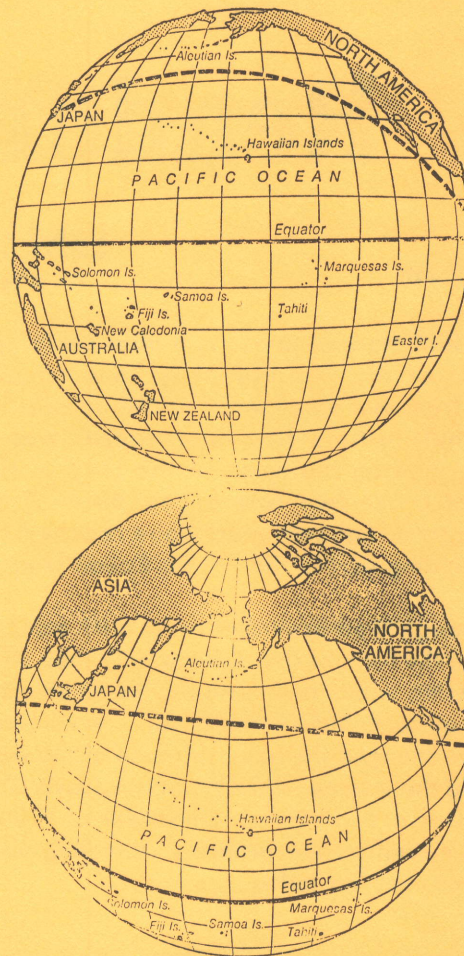 Aleutian Is.
NORTH AMERICA
JAPAN
Hawaiian Islands
PACIFIC OCEAN
Equator
Solomon Is.
Marquesas Is.
Samoa Is.
Fiji Is.
Tahiti
New Caledonia
AUSTRALIA
Easter I.
NEW ZEALAND
ASIA
NORTH
AMERICA
Aleutian Is.
JAPAN
Hawaiian Islands
PACIFIC OCEAN
Equator
Solomon Is.
Marquesas Is.
Fiji Is.
Samoa Is.
Tahiti